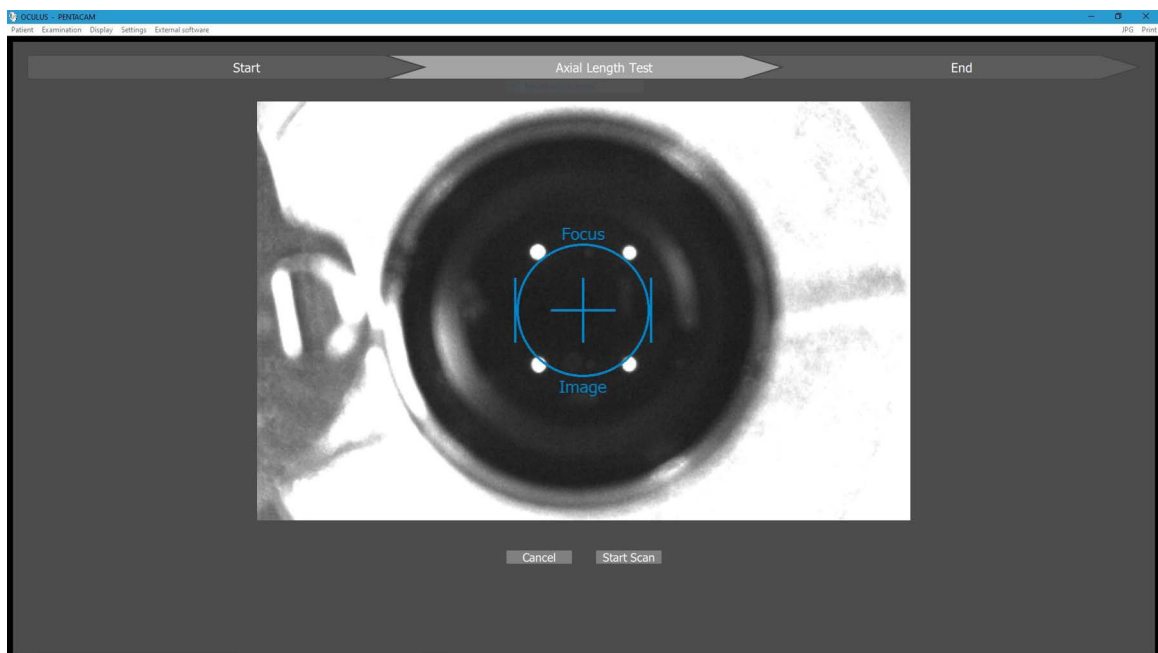 OCULUS - PENTACAM
Patient Examination Display Settings External software JPG Print
Start Axial Length Test End
Focus
Image
Cancel Start Scan